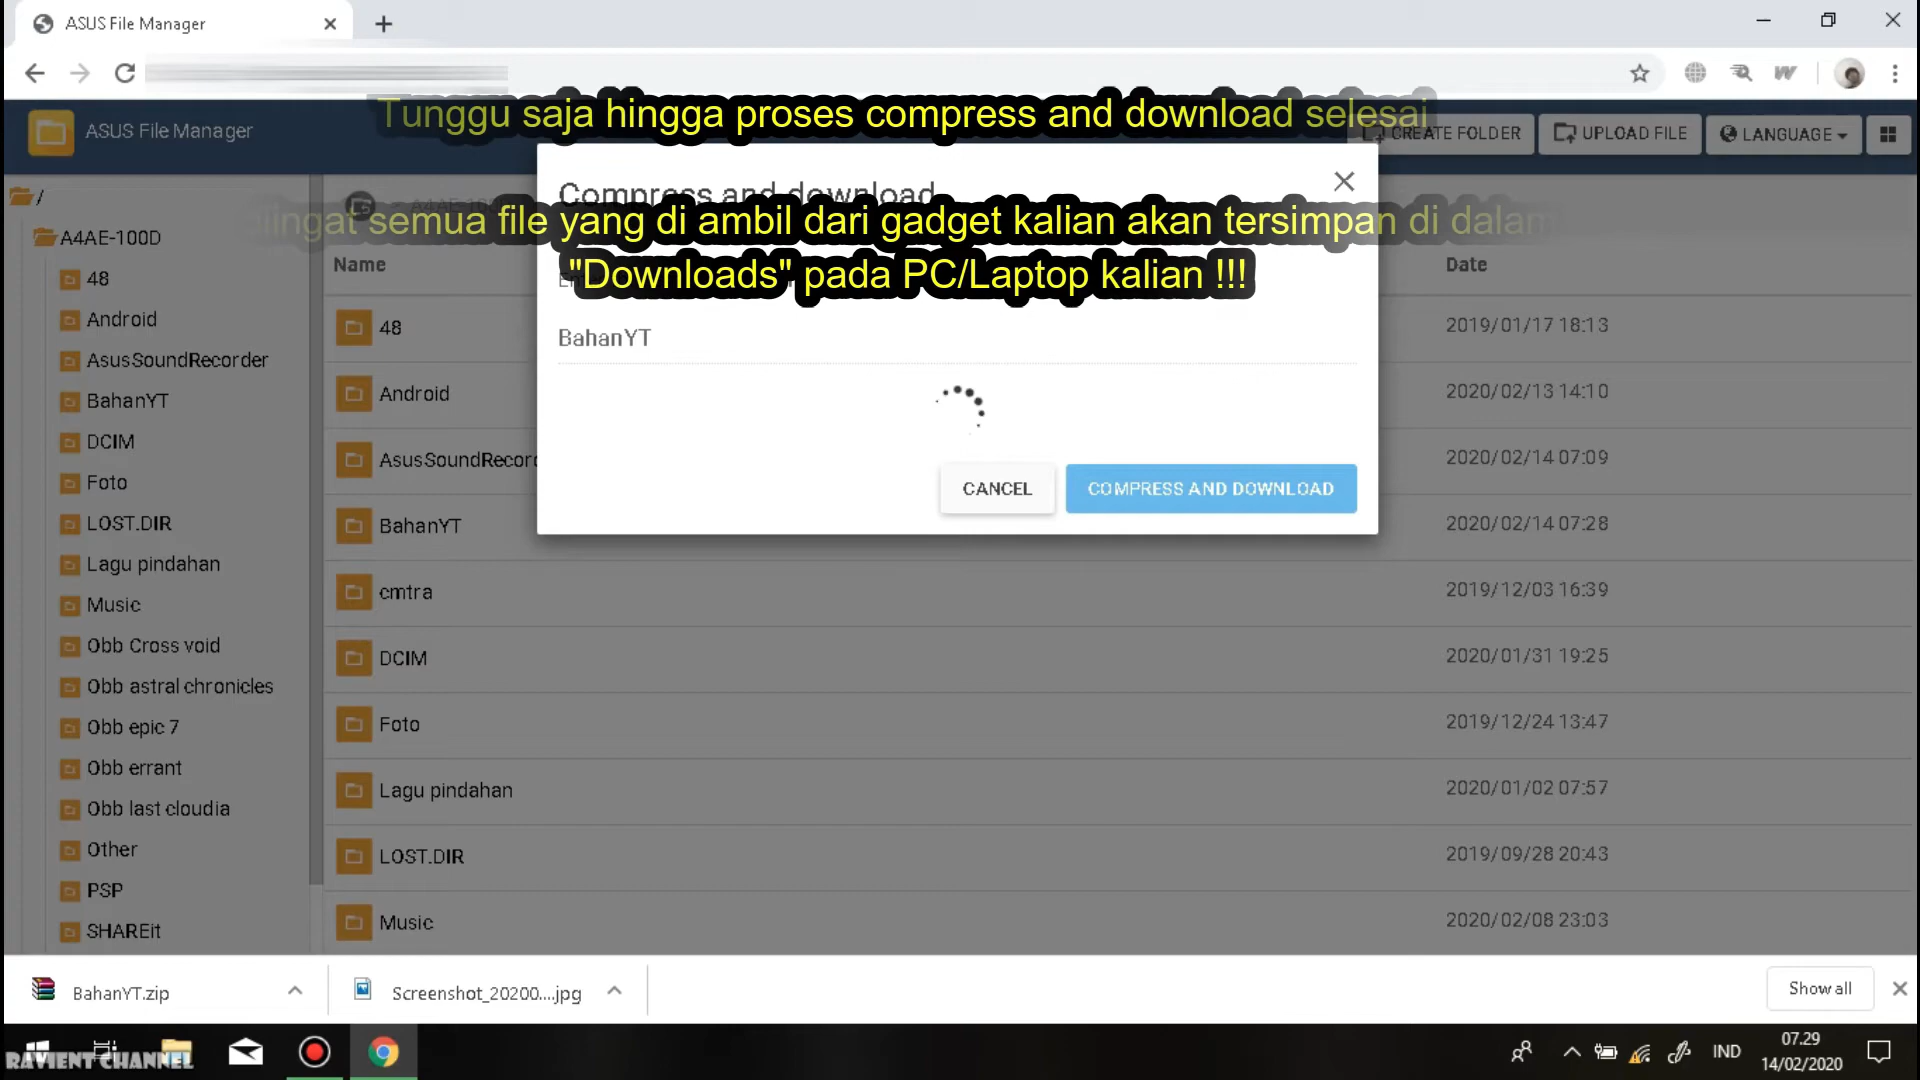 ASUS File Manager
Tunggu saja hingga proses compress and download selesai
ASUS File Manager
CREATE FOLDER
UPLOAD FILE
LANGUAGE
Compress and download
semua file yang di ambil dari gadget kalian akan tersimpan di dalam
"Downloads" pada PC/Laptop kalian !!!
/
A4AE-100D
48
Android
AsusSoundRecorder
BahanYT
DCIM
Foto
LOST.DIR
Lagu pindahan
Music
Obb Cross void
Obb astral chronicles
Obb epic 7
Obb errant
Obb last cloudia
Other
PSP
SHAREit
Name
Date
BahanYT
CANCEL
COMPRESS AND DOWNLOAD
48
2019/01/17 18:13
Android
2020/02/13 14:10
AsusSoundRecord
2020/02/14 07:09
BahanYT
2020/02/14 07:28
cmtra
2019/12/03 16:39
DCIM
2020/01/31 19:25
Foto
2019/12/24 13:47
Lagu pindahan
2020/01/02 07:57
LOST.DIR
2019/09/28 20:43
Music
2020/02/08 23:03
BahanYT.zip
Screenshot_20200....jpg
Show all
RAVIENT CHANNEL
IND
07.29
14/02/2020